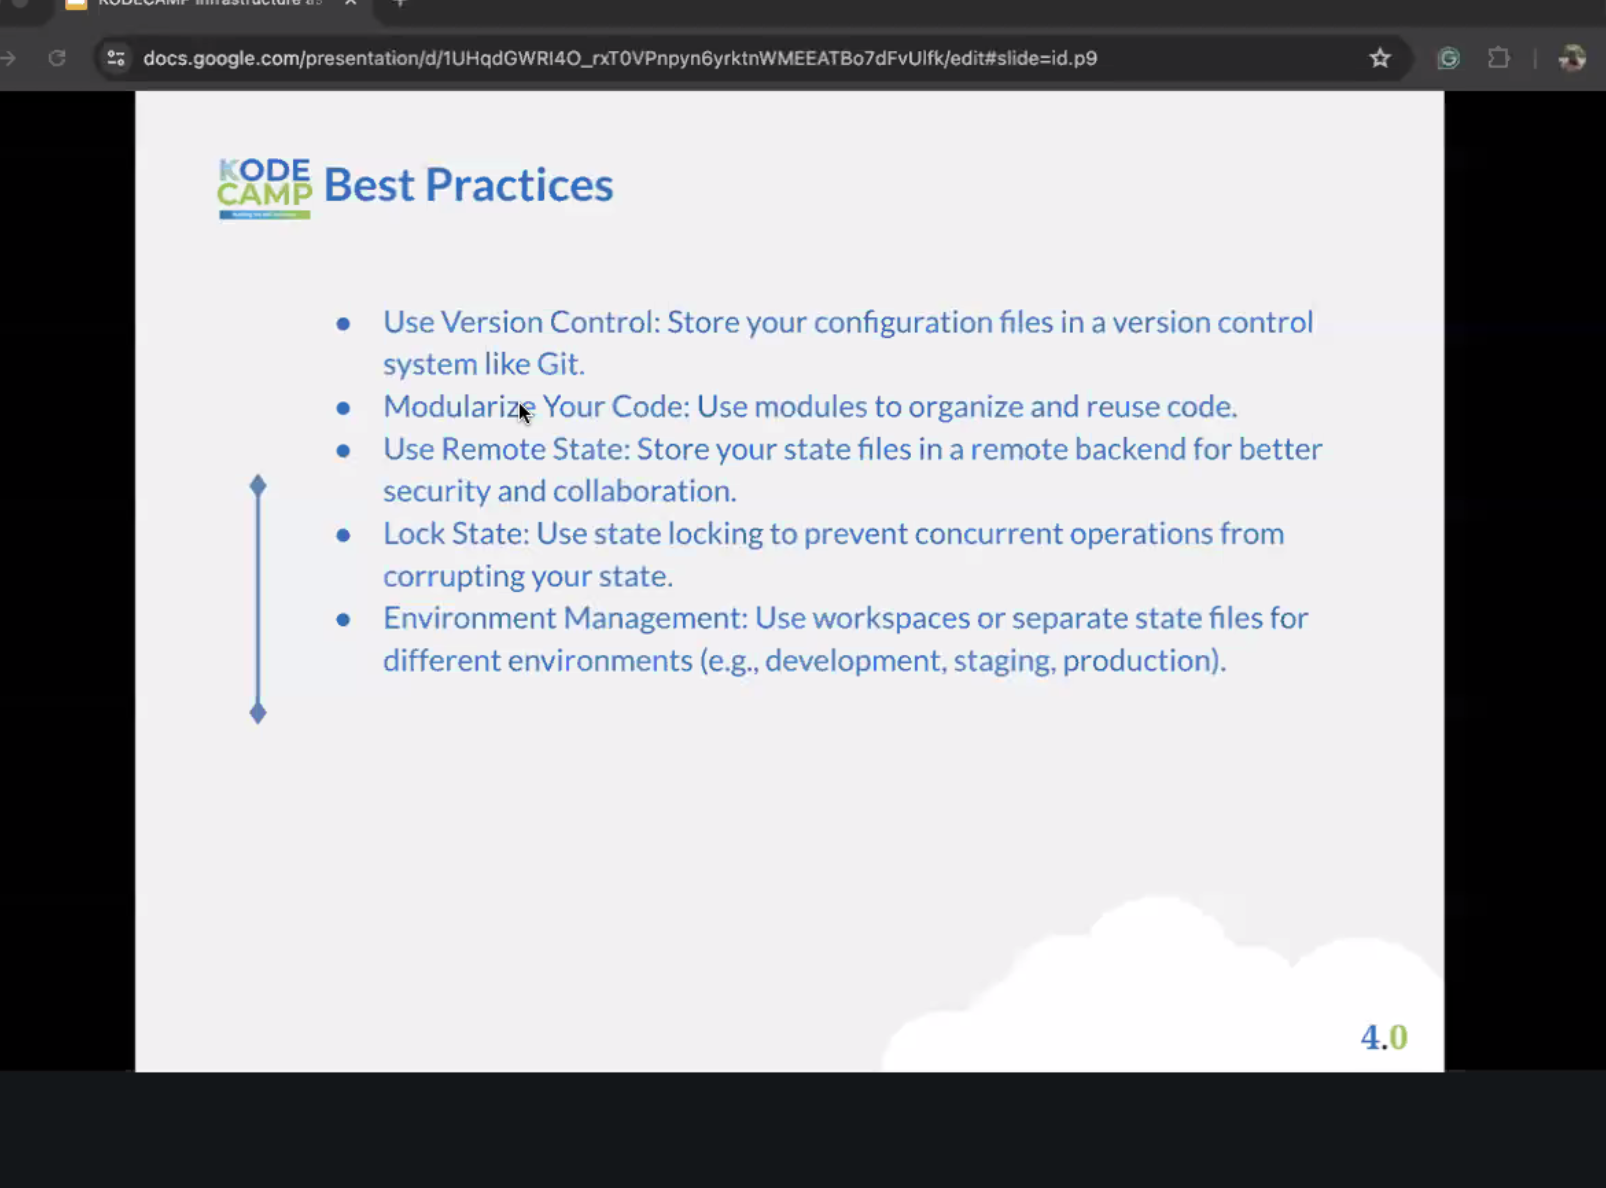 KODECAMP Infrastructure as
docs.google.com/presentation/d/1UHqdGWRl4O_rxT0VPnpyn6yrktnWMEEATBo7dFvUlfk/edit#slide=id.p9
KODE
CAMP
Best Practices
● Use Version Control: Store your configuration files in a version control
system like Git.
● Modularize Your Code: Use modules to organize and reuse code.
● Use Remote State: Store your state files in a remote backend for better
security and collaboration.
● Lock State: Use state locking to prevent concurrent operations from
corrupting your state.
● Environment Management: Use workspaces or separate state files for
different environments (e.g., development, staging, production).
4.0